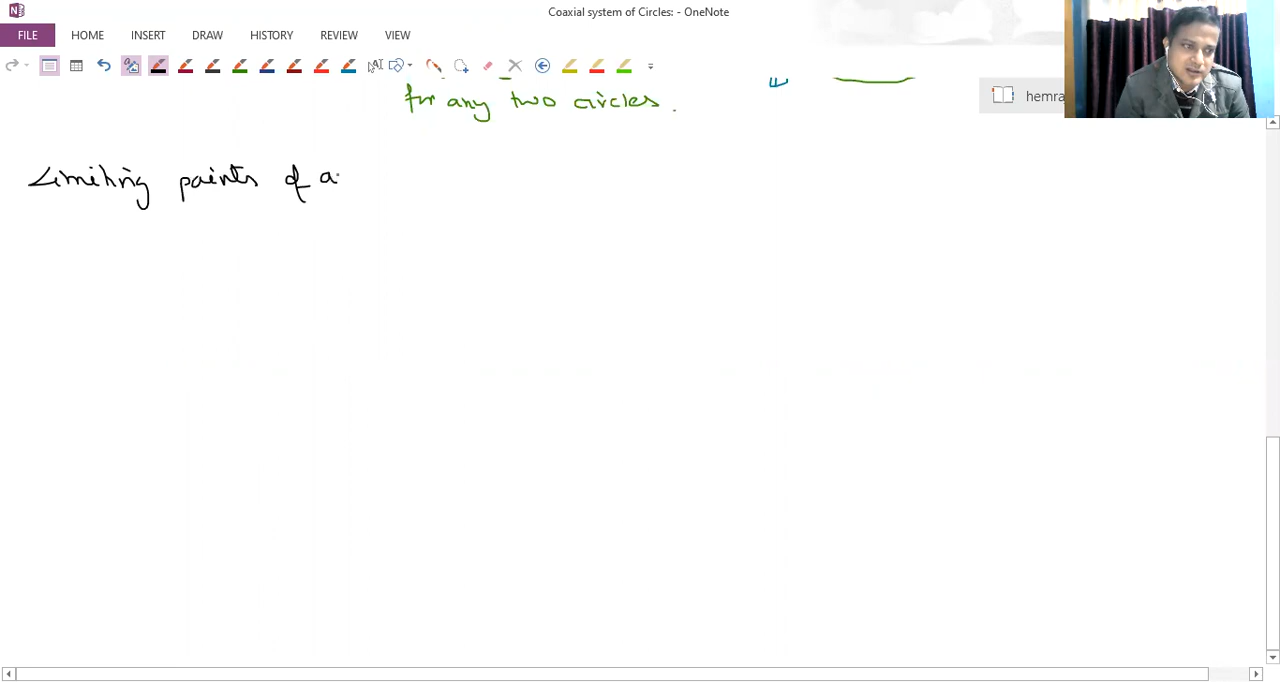 Coaxial system of Circles: - OneNote
FILE HOME INSERT DRAW HISTORY REVIEW VIEW
for any two circles.
hemra
Limiting points of a